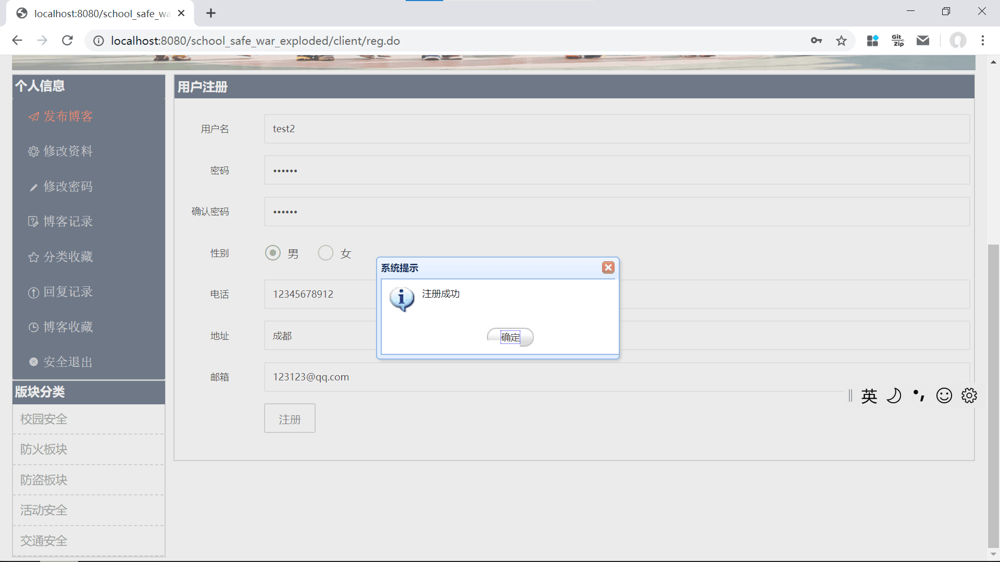 localhost:8080/school_safe_wa
localhost:8080/school_safe_war_exploded/client/reg.do
Git
Zip
个人信息
发布博客
修改资料
修改密码
博客记录
分类收藏
回复记录
博客收藏
安全退出
版块分类
校园安全
防火板块
防盗板块
活动安全
交通安全
用户注册
用户名
test2
密码
••••••
确认密码
••••••
性别
男
女
电话
12345678912
地址
成都
邮箱
123123@qq.com
注册
系统提示
注册成功
确定
英